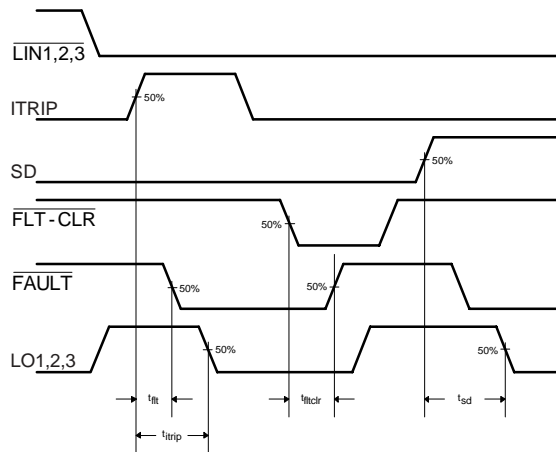 LIN1,2,3
ITRIP
50%
SD
50%
FLT-CLR
50%
FAULT
50%
50%
LO1,2,3
50%
50%
tflt
tfltclr
tsd
titrip